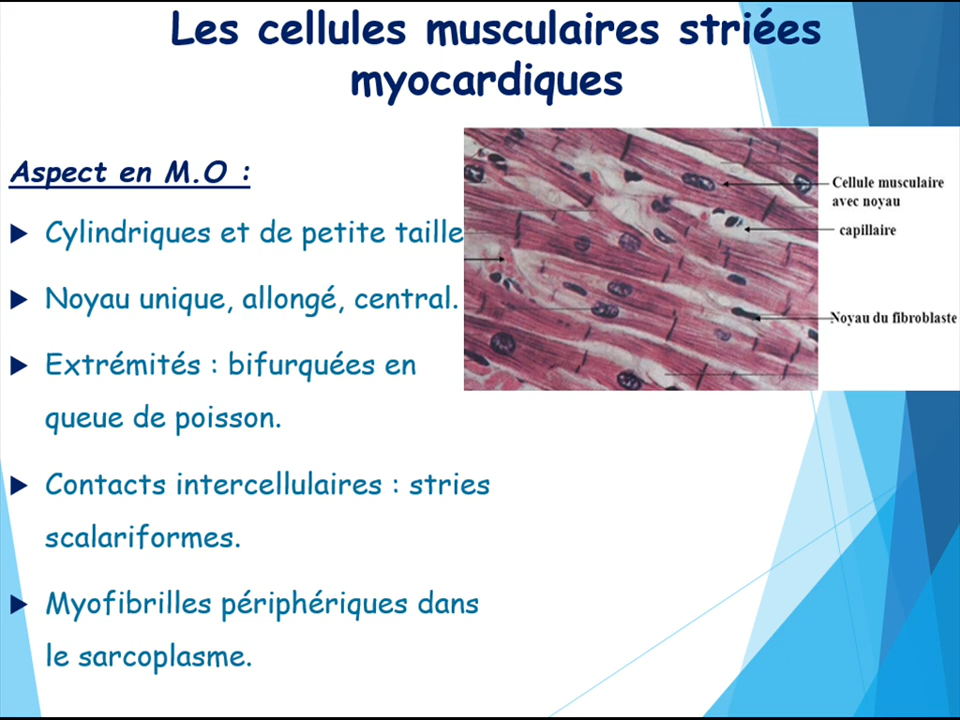 Les cellules musculaires striées
myocardiques
Aspect en M.O :
Cylindriques et de petite taille
Noyau unique, allongé, central.
Extrémités : bifurquées en
queue de poisson.
Contacts intercellulaires : stries
scalariformes.
Myofibrilles périphériques dans
le sarcoplasme.
Cellule musculaire
avec noyau
capillaire
Noyau du fibroblaste